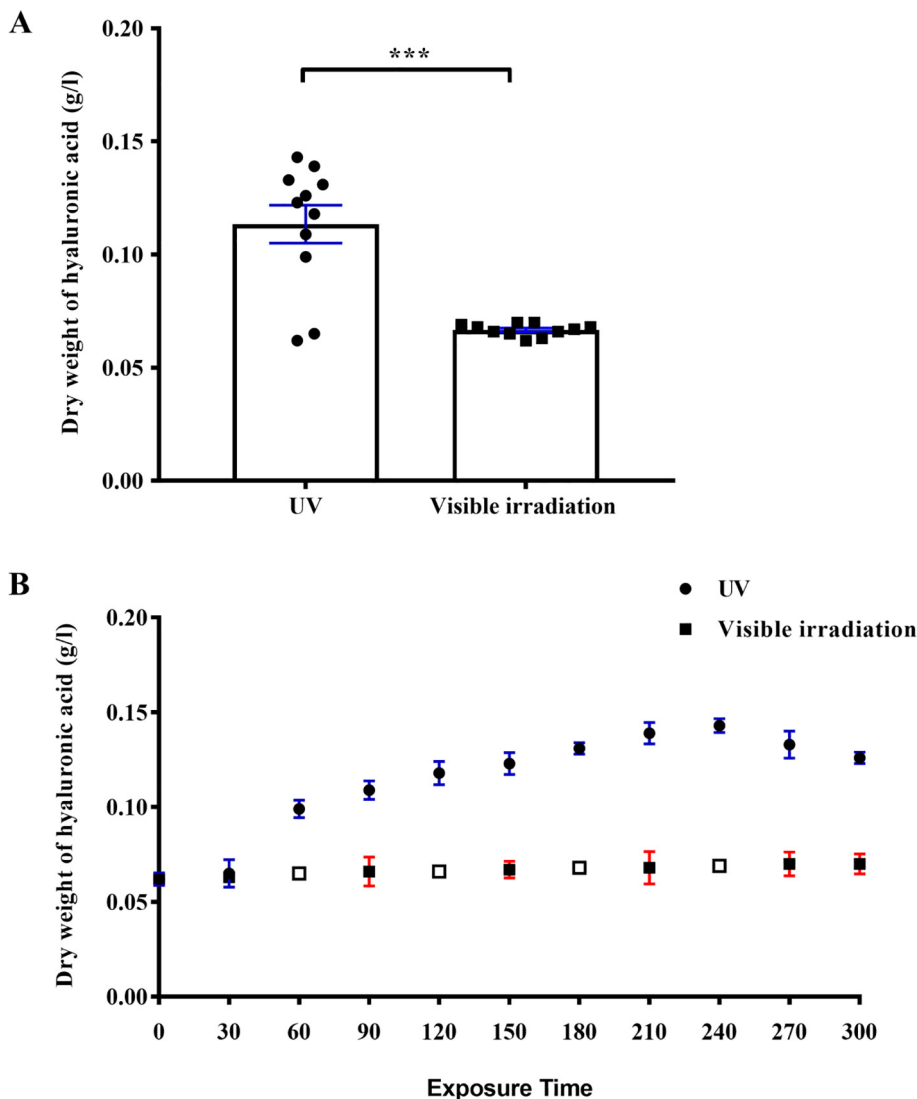 A
Dry weight of hyaluronic acid (g/l)
0.20
0.15
0.10
0.05
0.00
***
UV
Visible irradiation
B
Dry weight of hyaluronic acid (g/l)
0.20
0.15
0.10
0.05
0.00
UV
Visible irradiation
0 30 60 90 120 150 180 210 240 270 300
Exposure Time